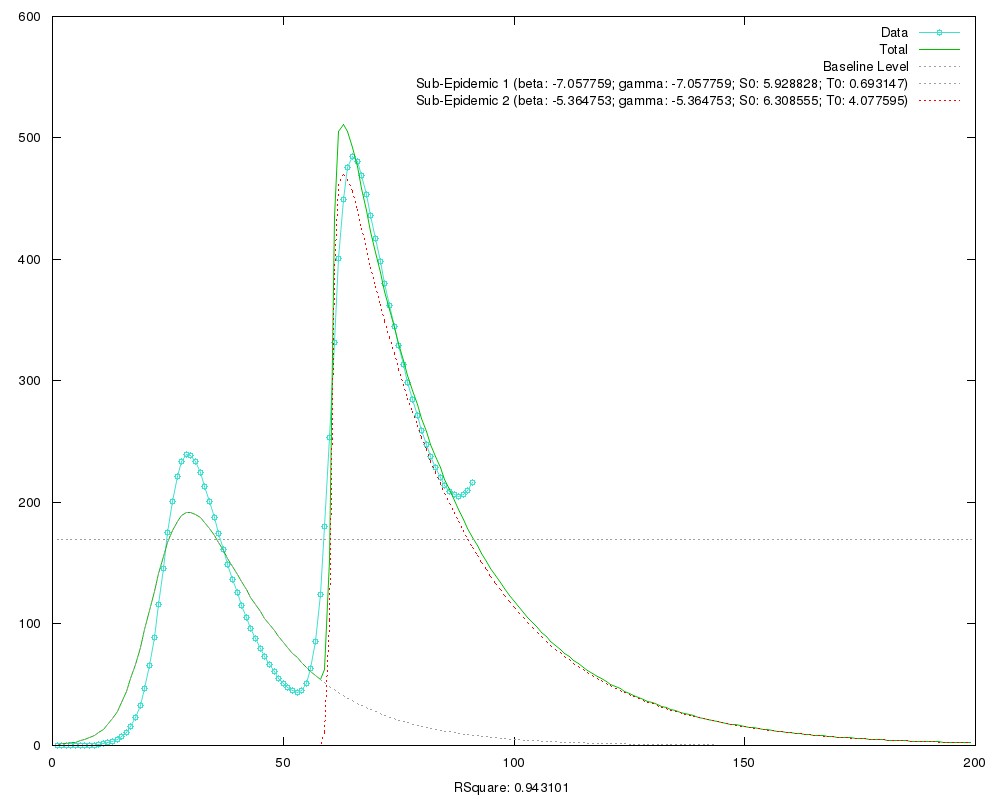 600
Data
Total
Baseline Level
Sub-Epidemic 1 (beta: -7.057759; gamma: -7.057759; S0: 5.928828; T0: 0.693147)
Sub-Epidemic 2 (beta: -5.364753; gamma: -5.364753; S0: 6.308555; T0: 4.077595)
500
400
300
200
100
0
0 50 100 150 200
RSquare: 0.943101